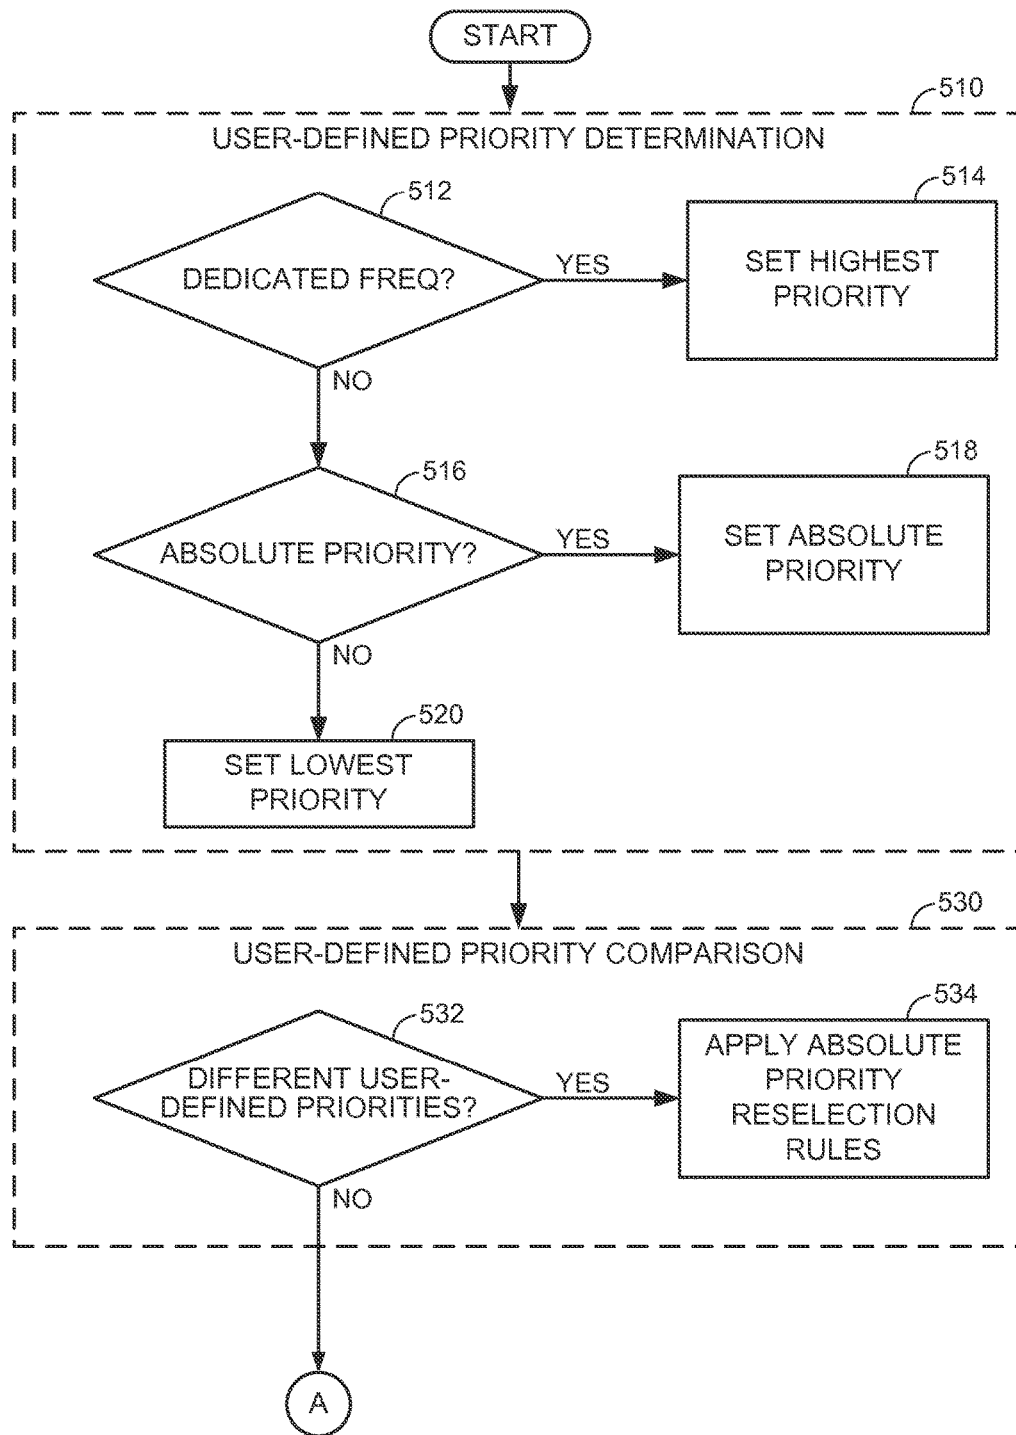 START
510
USER-DEFINED PRIORITY DETERMINATION
512
DEDICATED FREQ?
YES
514
SET HIGHEST
PRIORITY
NO
516
ABSOLUTE PRIORITY?
YES
518
SET ABSOLUTE
PRIORITY
NO
520
SET LOWEST
PRIORITY
530
USER-DEFINED PRIORITY COMPARISON
532
DIFFERENT USER-
DEFINED PRIORITIES?
YES
534
APPLY ABSOLUTE
PRIORITY
RESELECTION
RULES
NO
A